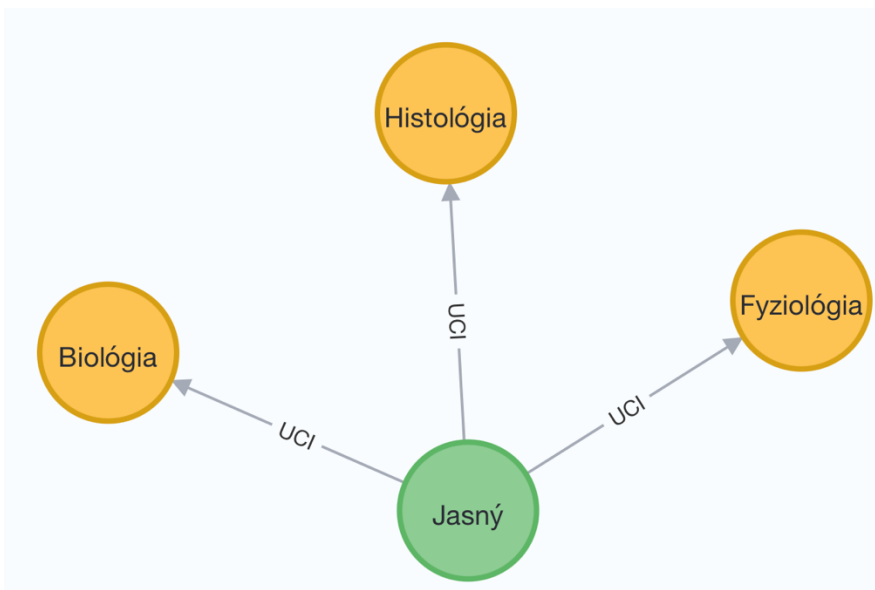 Histológia
Fyziológia
UCI
Biológia
UCI
UCI
Jasný